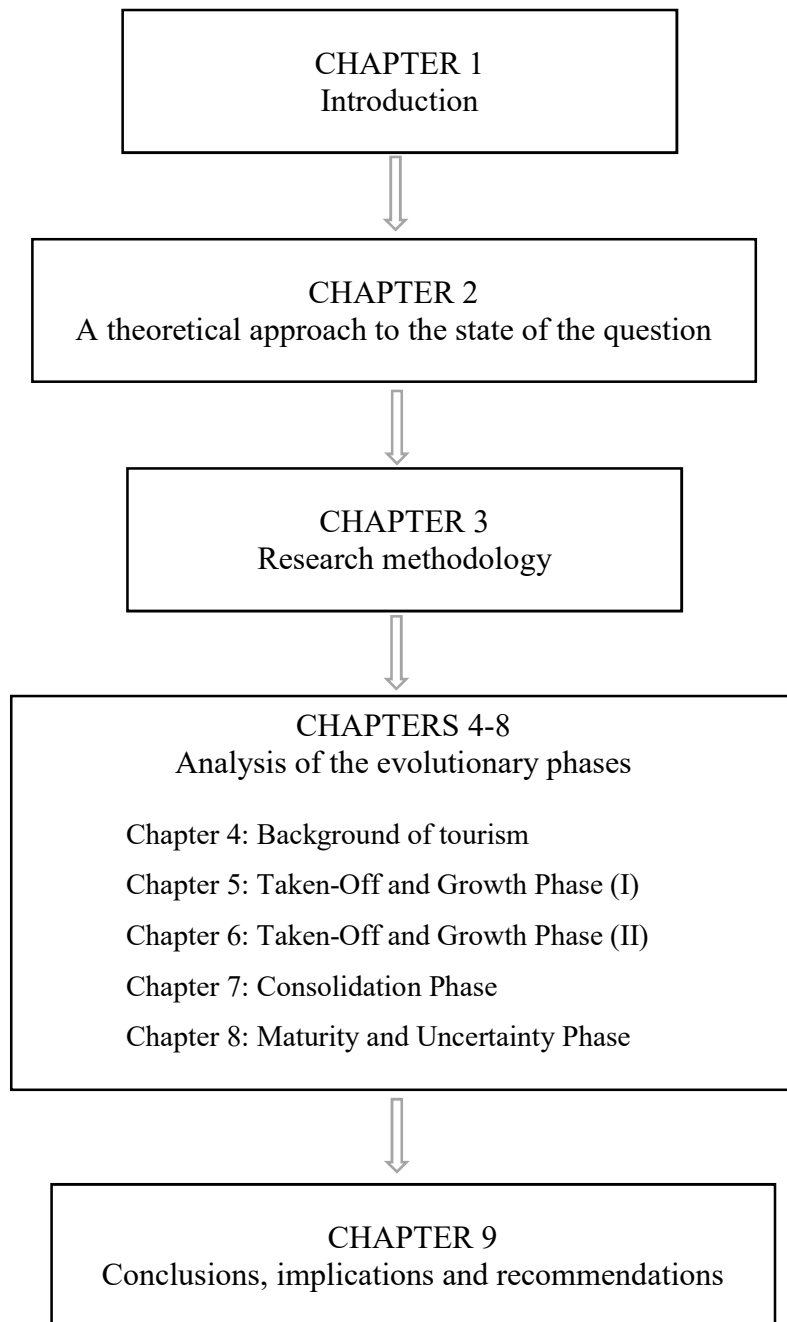 CHAPTER 1
Introduction
CHAPTER 2
A theoretical approach to the state of the question
CHAPTER 3
Research methodology
CHAPTERS 4-8
Analysis of the evolutionary phases
Chapter 4: Background of tourism
Chapter 5: Taken-Off and Growth Phase (I)
Chapter 6: Taken-Off and Growth Phase (II)
Chapter 7: Consolidation Phase
Chapter 8: Maturity and Uncertainty Phase
CHAPTER 9
Conclusions, implications and recommendations